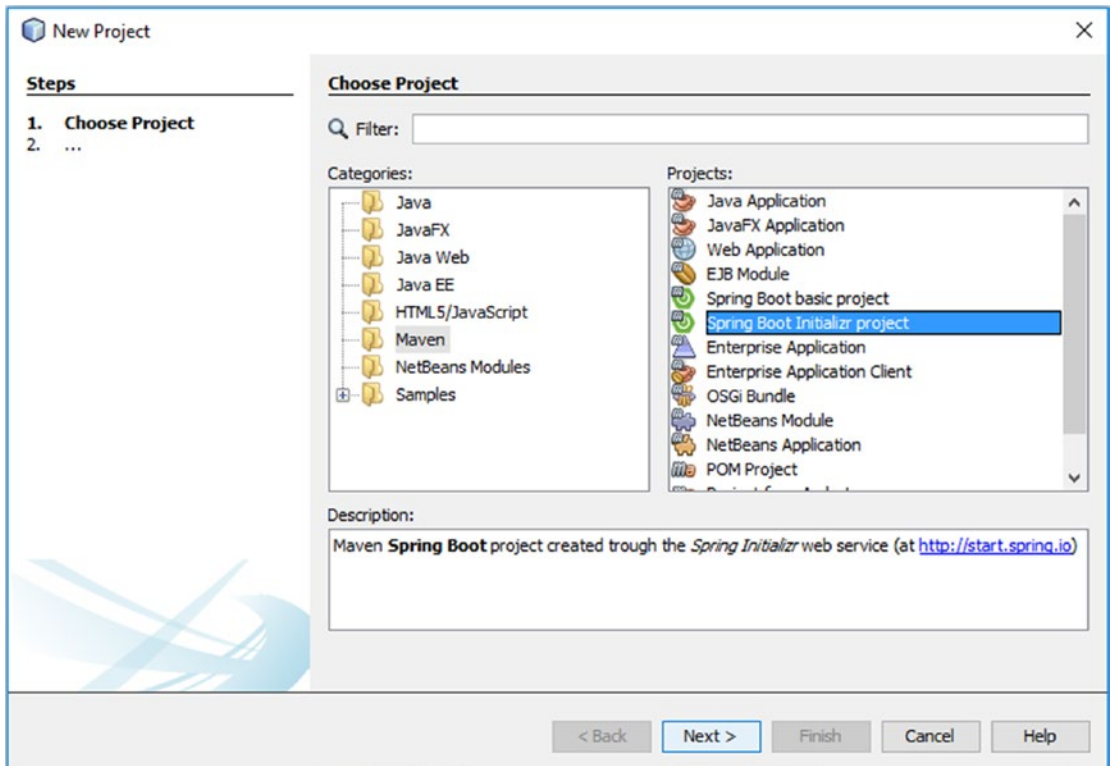 New Project
Steps
1. Choose Project
2. ...
Choose Project
Filter:
Categories:
Java
JavaFX
Java Web
Java EE
HTML5/JavaScript
Maven
NetBeans Modules
Samples
Projects:
Java Application
JavaFX Application
Web Application
EJB Module
Spring Boot basic project
Spring Boot Initializr project
Enterprise Application
Enterprise Application Client
OSGi Bundle
NetBeans Module
NetBeans Application
POM Project
Description:
Maven Spring Boot project created trough the Spring Initializr web service (at http://start.spring.io)
< Back
Next >
Finish
Cancel
Help